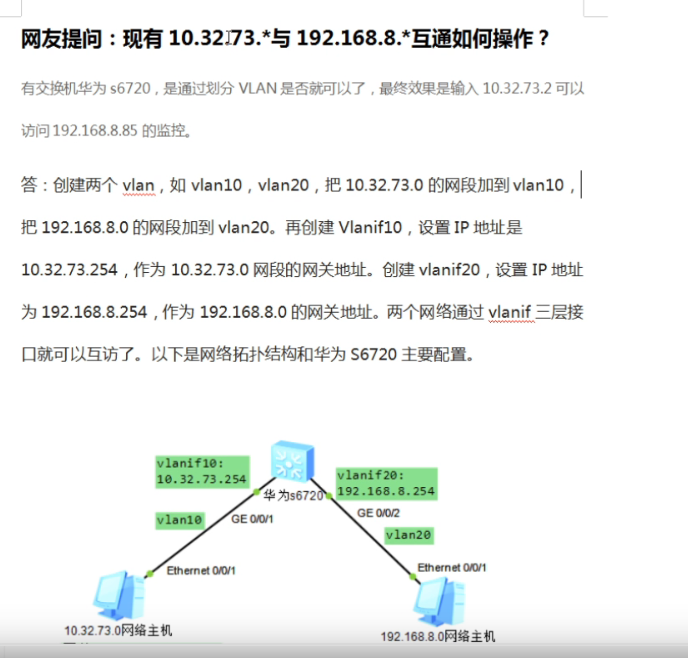 网友提问：现有 10.32.73.*与 192.168.8.*互通如何操作？
有交换机华为 s6720，是通过划分 VLAN 是否就可以了，最终效果是输入 10.32.73.2 可以
访问 192.168.8.85 的监控。
答：创建两个 vlan，如 vlan10，vlan20，把 10.32.73.0 的网段加到 vlan10，
把 192.168.8.0 的网段加到 vlan20。再创建 Vlanif10，设置 IP 地址是
10.32.73.254，作为 10.32.73.0 网段的网关地址。创建 vlanif20，设置 IP 地址
为 192.168.8.254，作为 192.168.8.0 的网关地址。两个网络通过 vlanif 三层接
口就可以互访了。以下是网络拓扑结构和华为 S6720 主要配置。
vlanif10:
10.32.73.254
vlanif20:
192.168.8.254
华为s6720
vlan10
GE 0/0/1
GE 0/0/2
vlan20
Ethernet 0/0/1
Ethernet 0/0/1
10.32.73.0网络主机
192.168.8.0网络主机